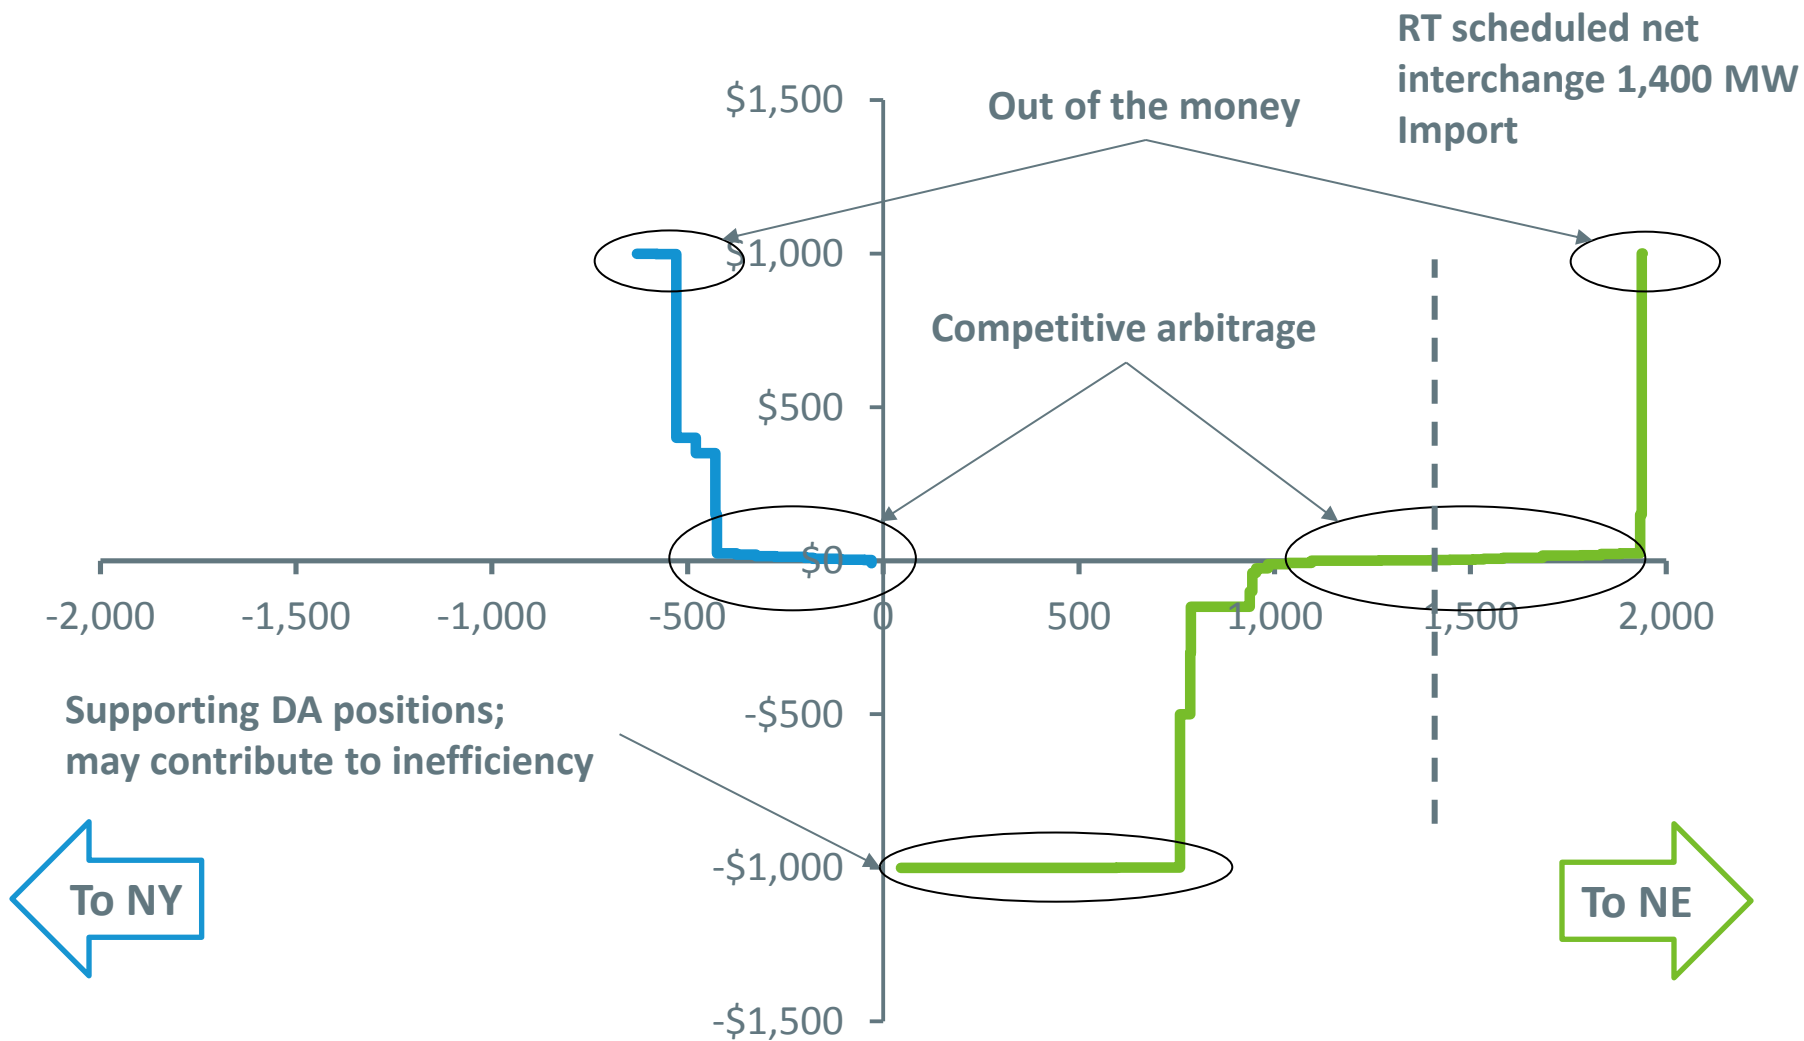 RT scheduled net
interchange 1,400 MW
Import
$1,500
Out of the money
$1,000
Competitive arbitrage
$500
$0
-2,000
-1,500
-1,000
-500
0
500
1,000
1,500
2,000
Supporting DA positions;
may contribute to inefficiency
-$500
-$1,000
To NY
To NE
-$1,500